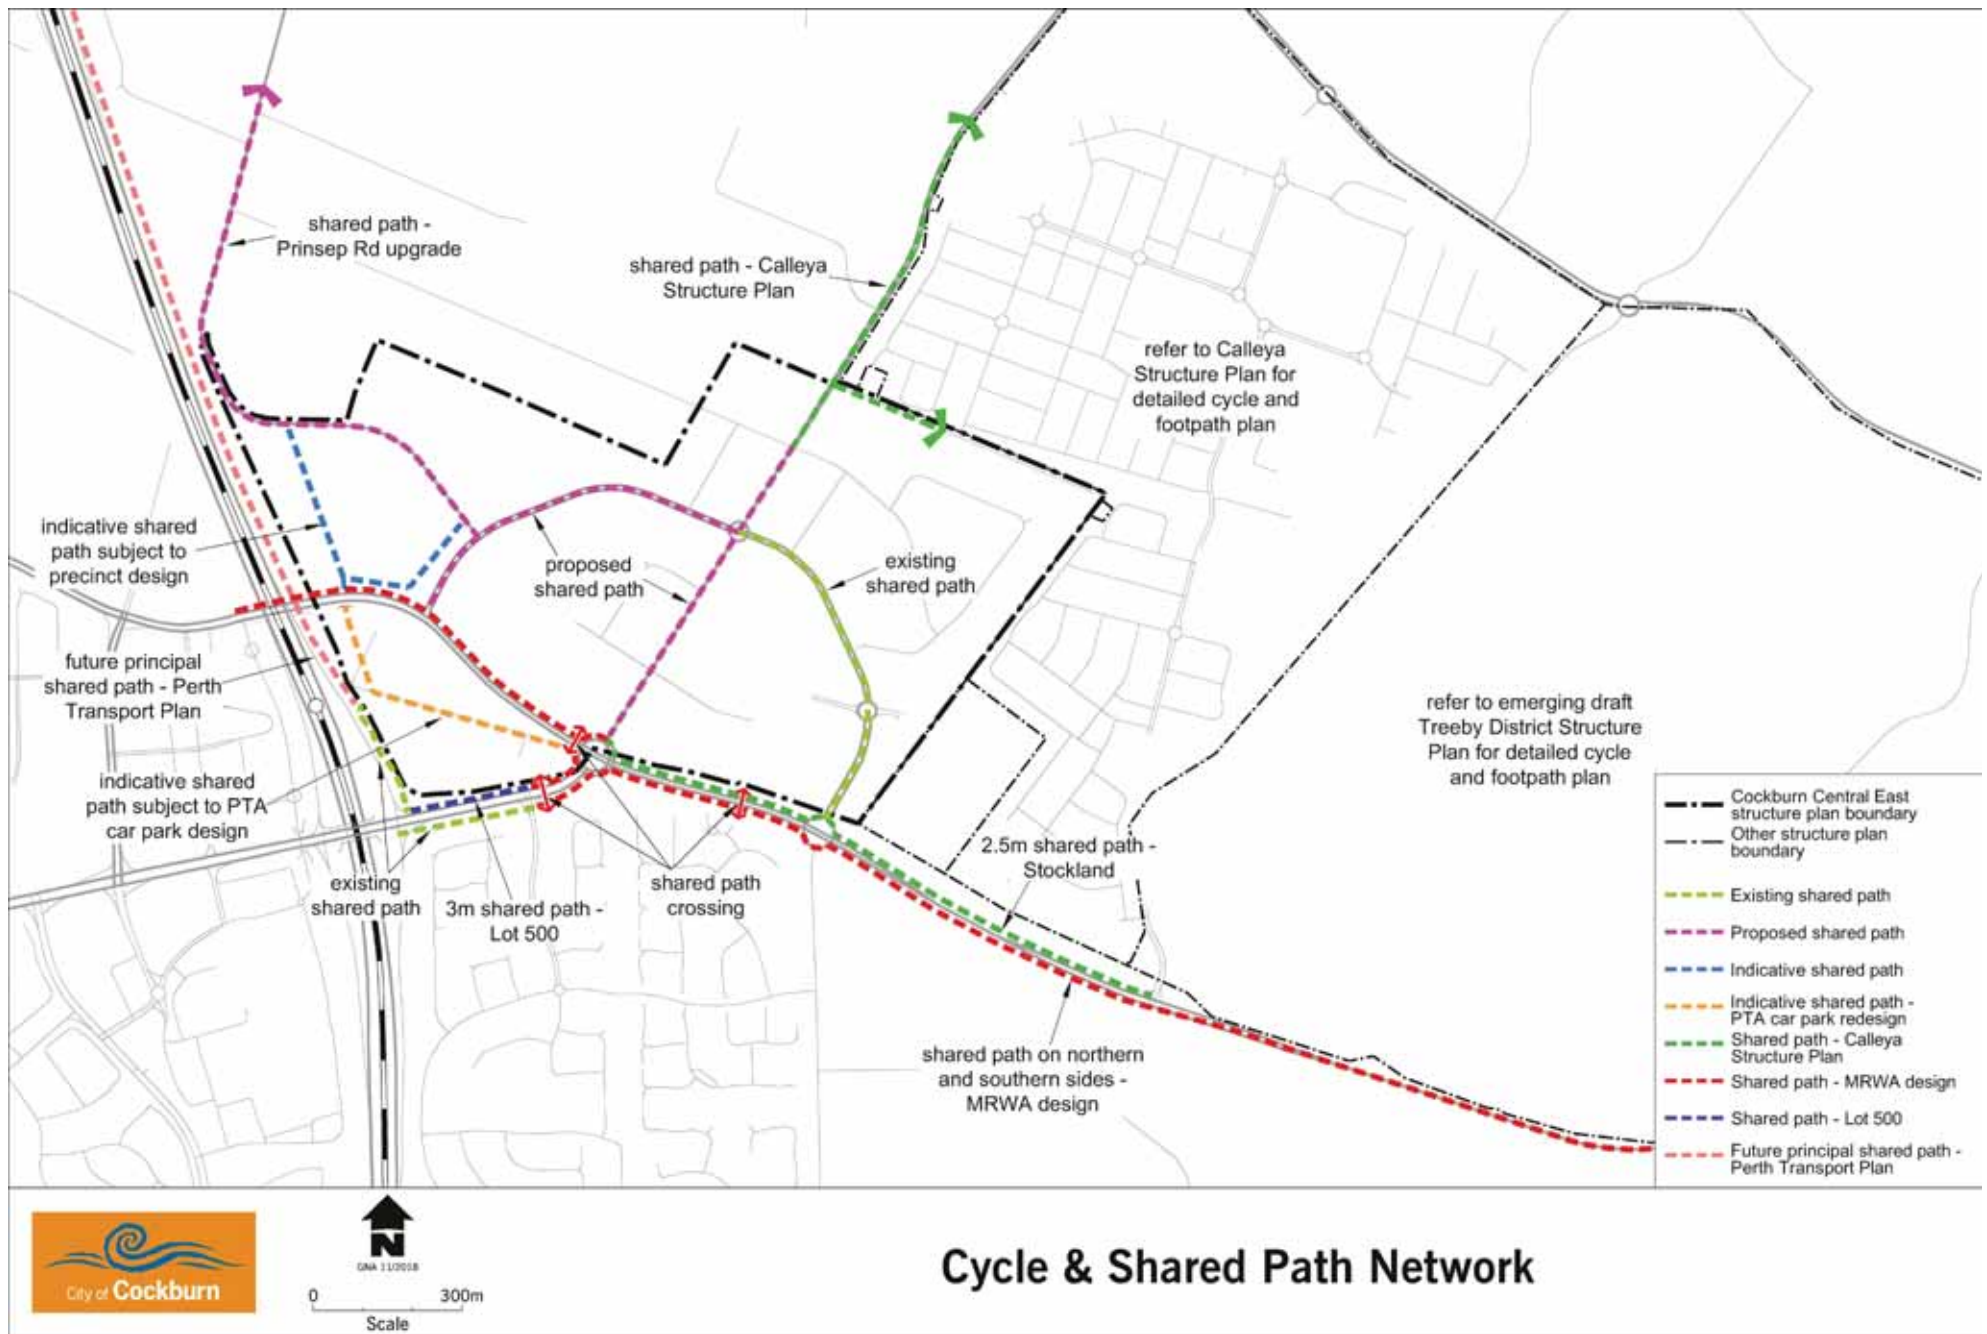 shared path -
Prinsep Rd upgrade
shared path - Calleya
Structure Plan
refer to Calleya
Structure Plan for
detailed cycle and
footpath plan
indicative shared
path subject to
precinct design
proposed
shared path
existing
shared path
future principal
shared path - Perth
Transport Plan
refer to emerging draft
Treeby District Structure
Plan for detailed cycle
and footpath plan
indicative shared
path subject to PTA
car park design
2.5m shared path -
Stockland
existing
shared path
3m shared path -
Lot 500
shared path
crossing
shared path on northern
and southern sides -
MRWA design
Cockburn Central East
structure plan boundary
Other structure plan
boundary
Existing shared path
Proposed shared path
Indicative shared path
Indicative shared path -
PTA car park redesign
Shared path - Calleya
Structure Plan
Shared path - MRWA design
Shared path - Lot 500
Future principal shared path -
Perth Transport Plan
City of Cockburn
N
GNA 11/2018
0 300m
Scale
Cycle & Shared Path Network